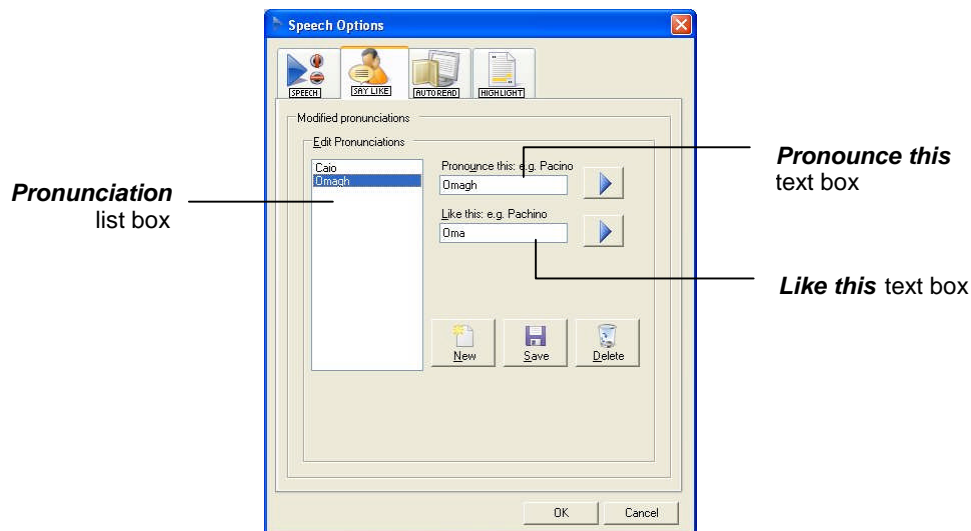 Speech Options
SPEECH
SAY LIKE
AUTOREAD
HIGHLIGHT
Modified pronunciations
Edit Pronunciations
Caio
Omagh
Pronounce this: e.g. Pacino
Omagh
Like this: e.g. Pachino
Oma
New
Save
Delete
OK
Cancel
Pronunciation
list box
Pronounce this
text box
Like this text box